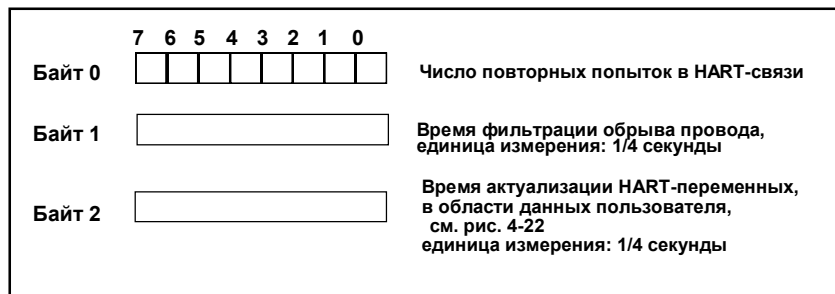 7 6 5 4 3 2 1 0
Байт 0 Число повторных попыток в HART-связи
Байт 1 Время фильтрации обрыва провода,
единица измерения: 1/4 секунды
Байт 2 Время актуализации HART-переменных,
в области данных пользователя,
см. рис. 4-22
единица измерения: 1/4 секунды